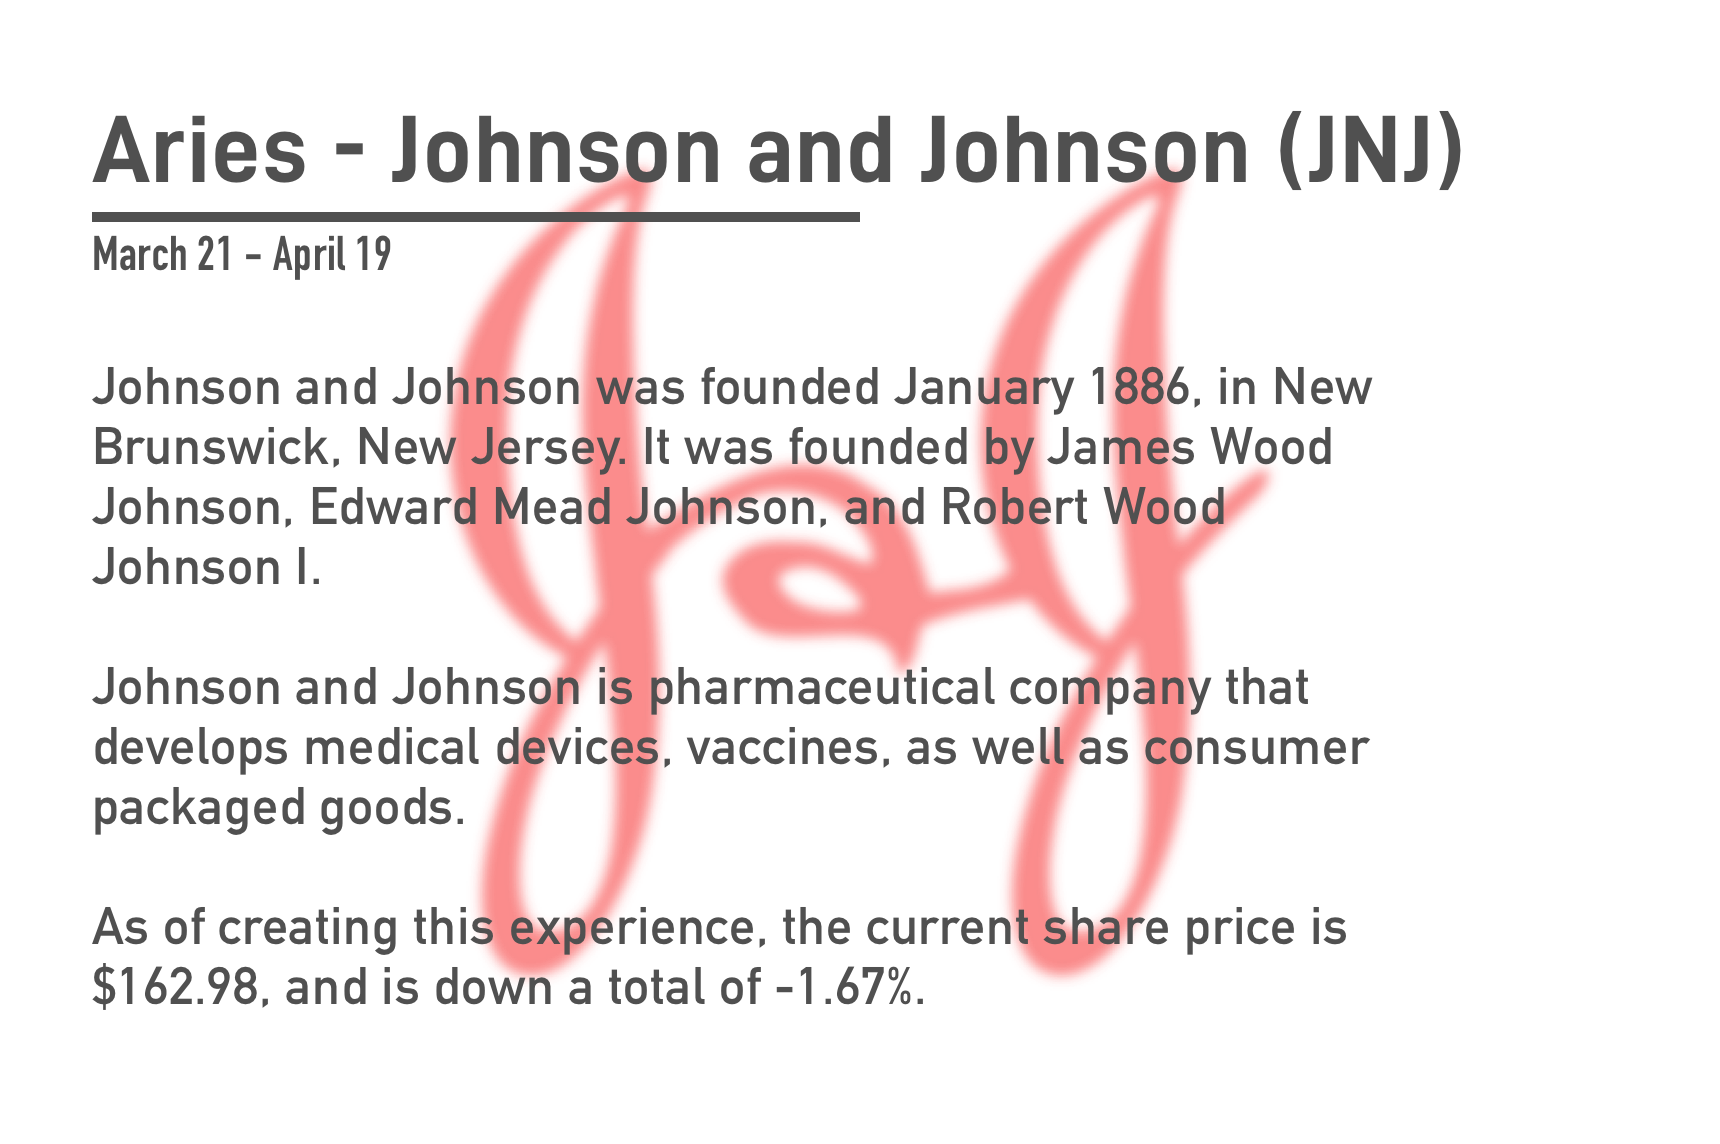 Aries - Johnson and Johnson (JNJ)
March 21 – April 19
Johnson and Johnson was founded January 1886, in New
Brunswick, New Jersey. It was founded by James Wood
Johnson, Edward Mead Johnson, and Robert Wood
Johnson I.
Johnson and Johnson is pharmaceutical company that
develops medical devices, vaccines, as well as consumer
packaged goods.
As of creating this experience, the current share price is
$162.98, and is down a total of -1.67%.